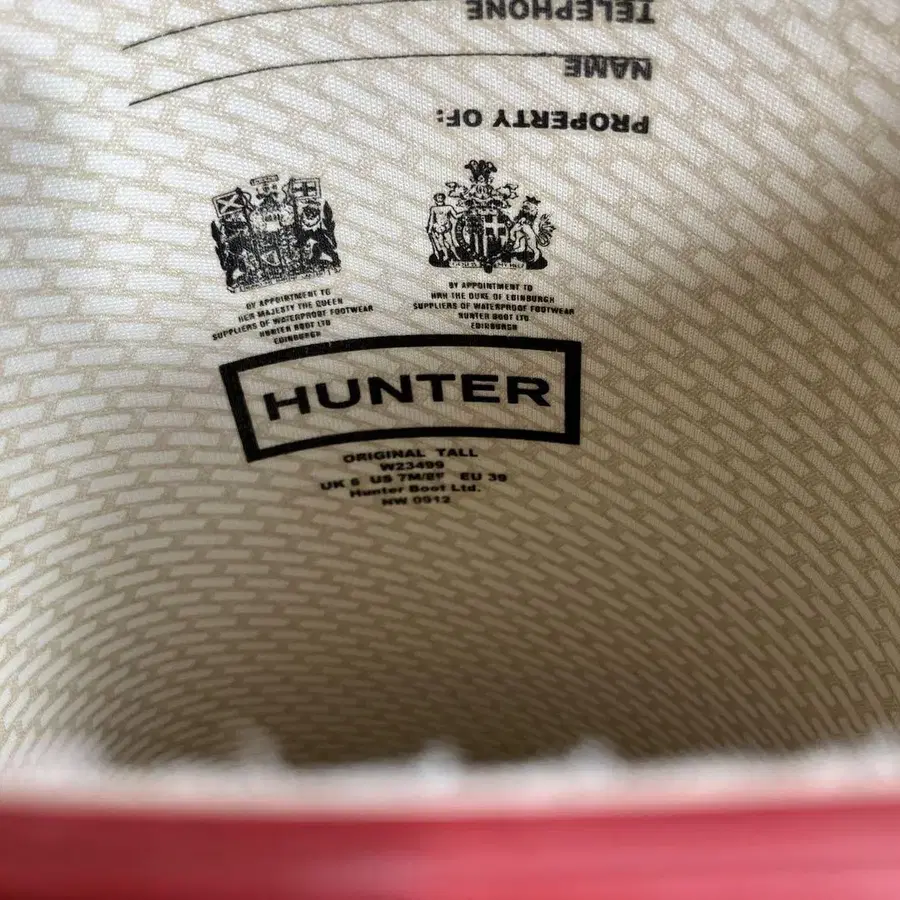 PROPERTY OF:
NAME
TELEPHONE
BY APPOINTMENT TO
HER MAJESTY THE QUEEN
SUPPLIERS OF WATERPROOF FOOTWEAR
HUNTER BOOT LTD
EDINBURGH
BY APPOINTMENT TO
HRH THE DUKE OF EDINBURGH
SUPPLIERS OF WATERPROOF FOOTWEAR
HUNTER BOOT LTD
EDINBURGH
HUNTER
ORIGINAL TALL
W23499
UK 6 US 7M/8F EU 39
Hunter Boot Ltd.
NW 0912